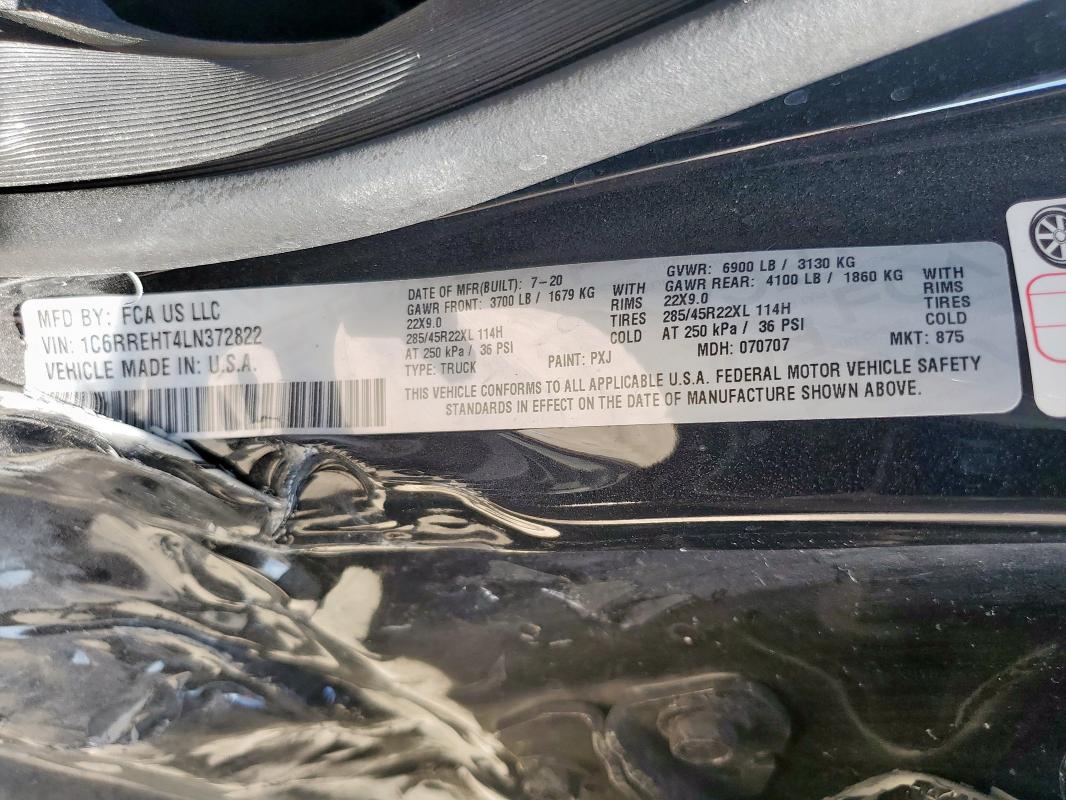 MFD BY: FCA US LLC
VIN: 1C6RREHT4LN372822
VEHICLE MADE IN: U.S.A.
DATE OF MFR(BUILT): 7-20
GAWR FRONT: 3700 LB / 1679 KG
22X9.0
285/45R22XL 114H
AT 250 kPa / 36 PSI
TYPE: TRUCK
WITH
RIMS
TIRES
COLD
PAINT: PXJ
GVWR: 6900 LB / 3130 KG
GAWR REAR: 4100 LB / 1860 KG
22X9.0
285/45R22XL 114H
AT 250 kPa / 36 PSI
MDH: 070707
WITH
RIMS
TIRES
COLD
MKT: 875
THIS VEHICLE CONFORMS TO ALL APPLICABLE U.S.A. FEDERAL MOTOR VEHICLE SAFETY
STANDARDS IN EFFECT ON THE DATE OF MANUFACTURE SHOWN ABOVE.